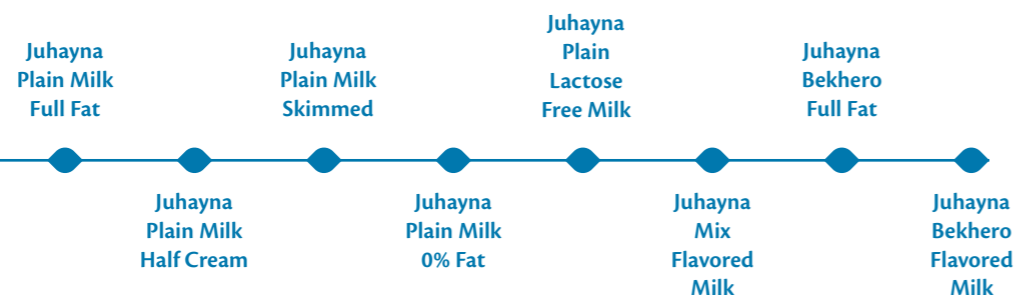 Juhayna
Plain Milk
Full Fat
Juhayna
Plain Milk
Half Cream
Juhayna
Plain Milk
Skimmed
Juhayna
Plain Milk
0% Fat
Juhayna
Plain
Lactose
Free Milk
Juhayna
Mix
Flavored
Milk
Juhayna
Bekhero
Full Fat
Juhayna
Bekhero
Flavored
Milk